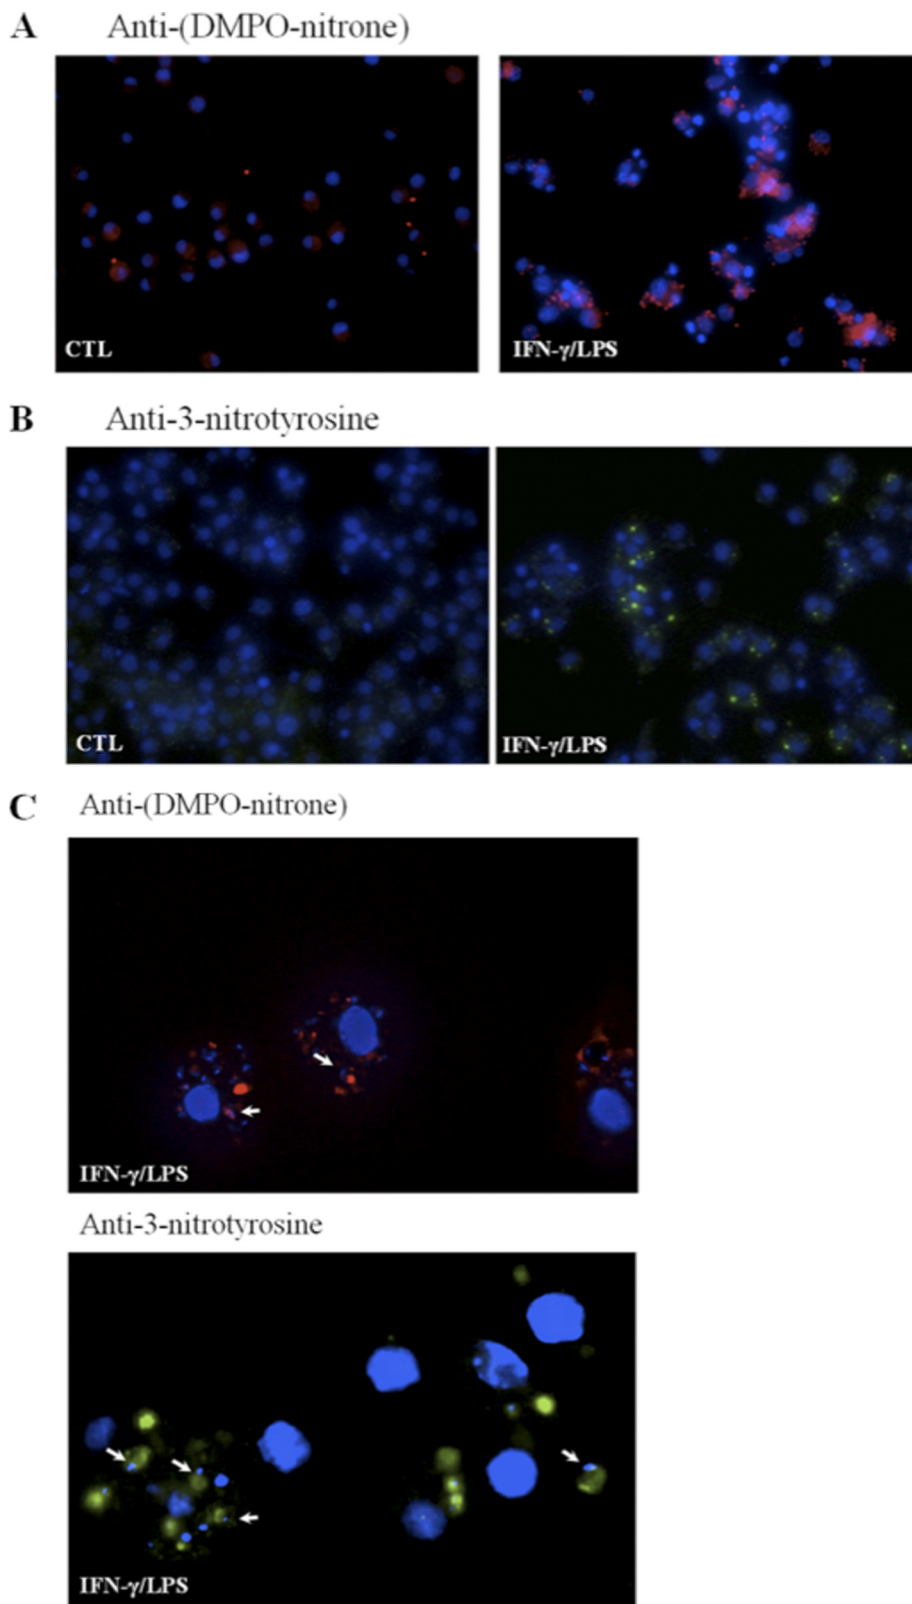 A Anti-(DMPO-nitrone)
CTL
IFN-γ/LPS
B Anti-3-nitrotyrosine
CTL
IFN-γ/LPS
C Anti-(DMPO-nitrone)
IFN-γ/LPS
Anti-3-nitrotyrosine
IFN-γ/LPS